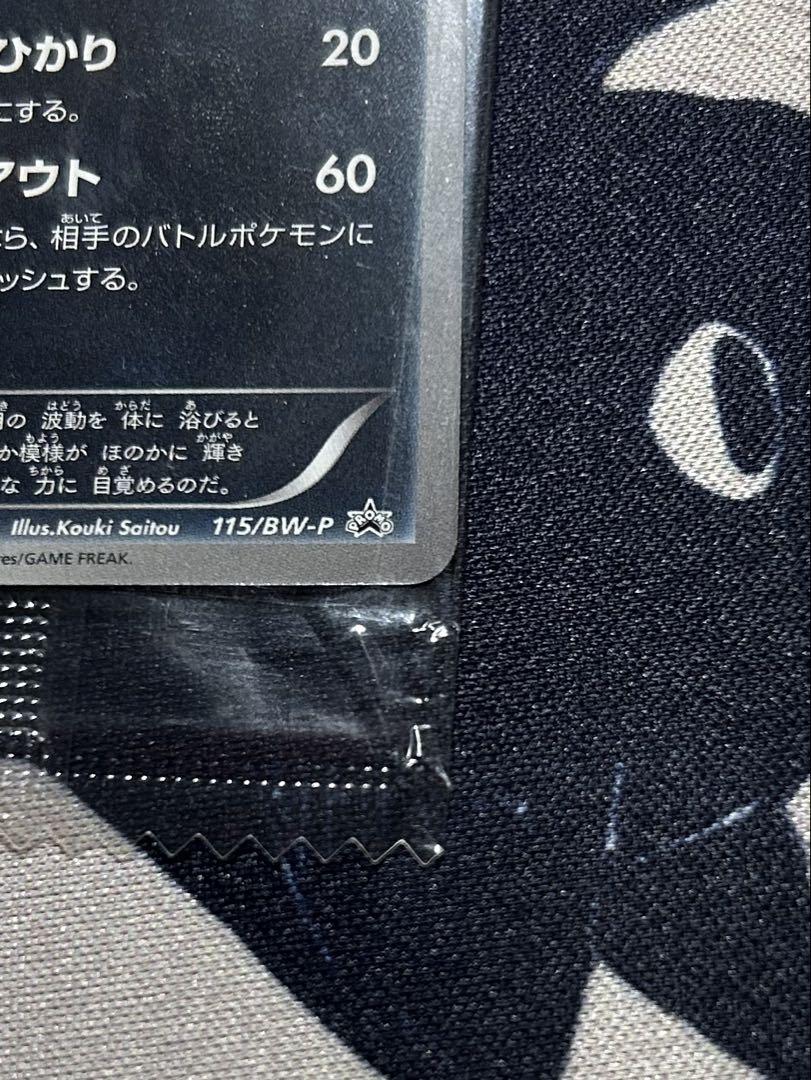 ひかり 20
にする。
アウト 60
ら、相手のバトルポケモンに
ッシュする。
の 波動を 体に 浴びると
か模様が ほのかに 輝き
な 力に 目覚めるのだ。
Illus.Kouki Saitou 115/BW-P PROMO
res/GAME FREAK.